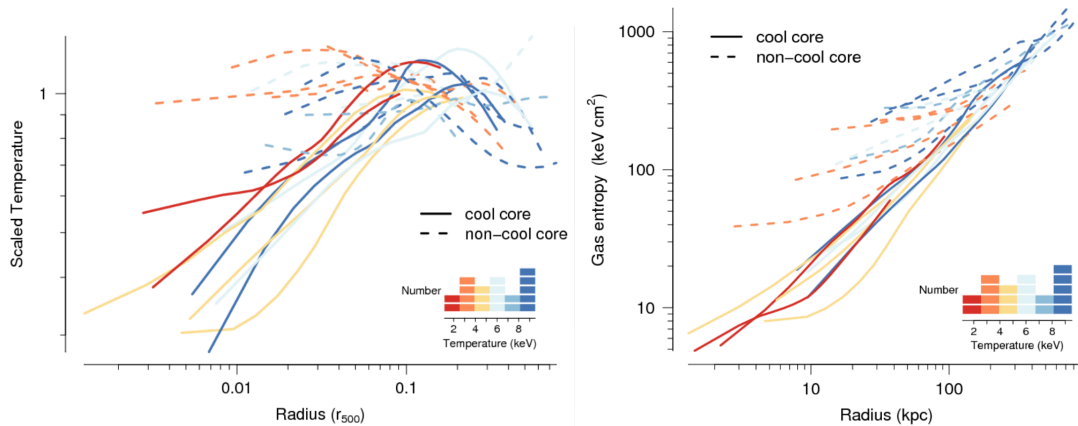 1
Scaled Temperature
cool core
non−cool core
Number
2 4 6 8
Temperature (keV)
0.01 0.1
Radius (r500)
cool core
non−cool core
1000
100
10
Gas entropy (keV cm2)
Number
2 4 6 8
Temperature (keV)
10 100
Radius (kpc)